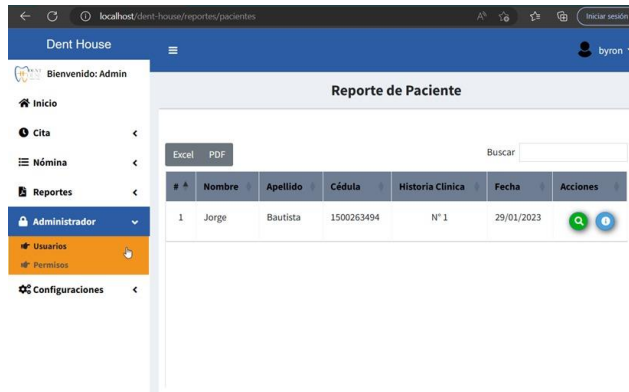 localhost/dent-house/reportes/pacientes
Iniciar sesión
Dent House
byron
Bienvenido: Admin
Inicio
Cita
Nómina
Reportes
Administrador
Usuarios
Permisos
Configuraciones
Reporte de Paciente
Excel PDF
Buscar
# Nombre Apellido Cédula Historia Clinica Fecha Acciones
1 Jorge Bautista 1500263494 N° 1 29/01/2023